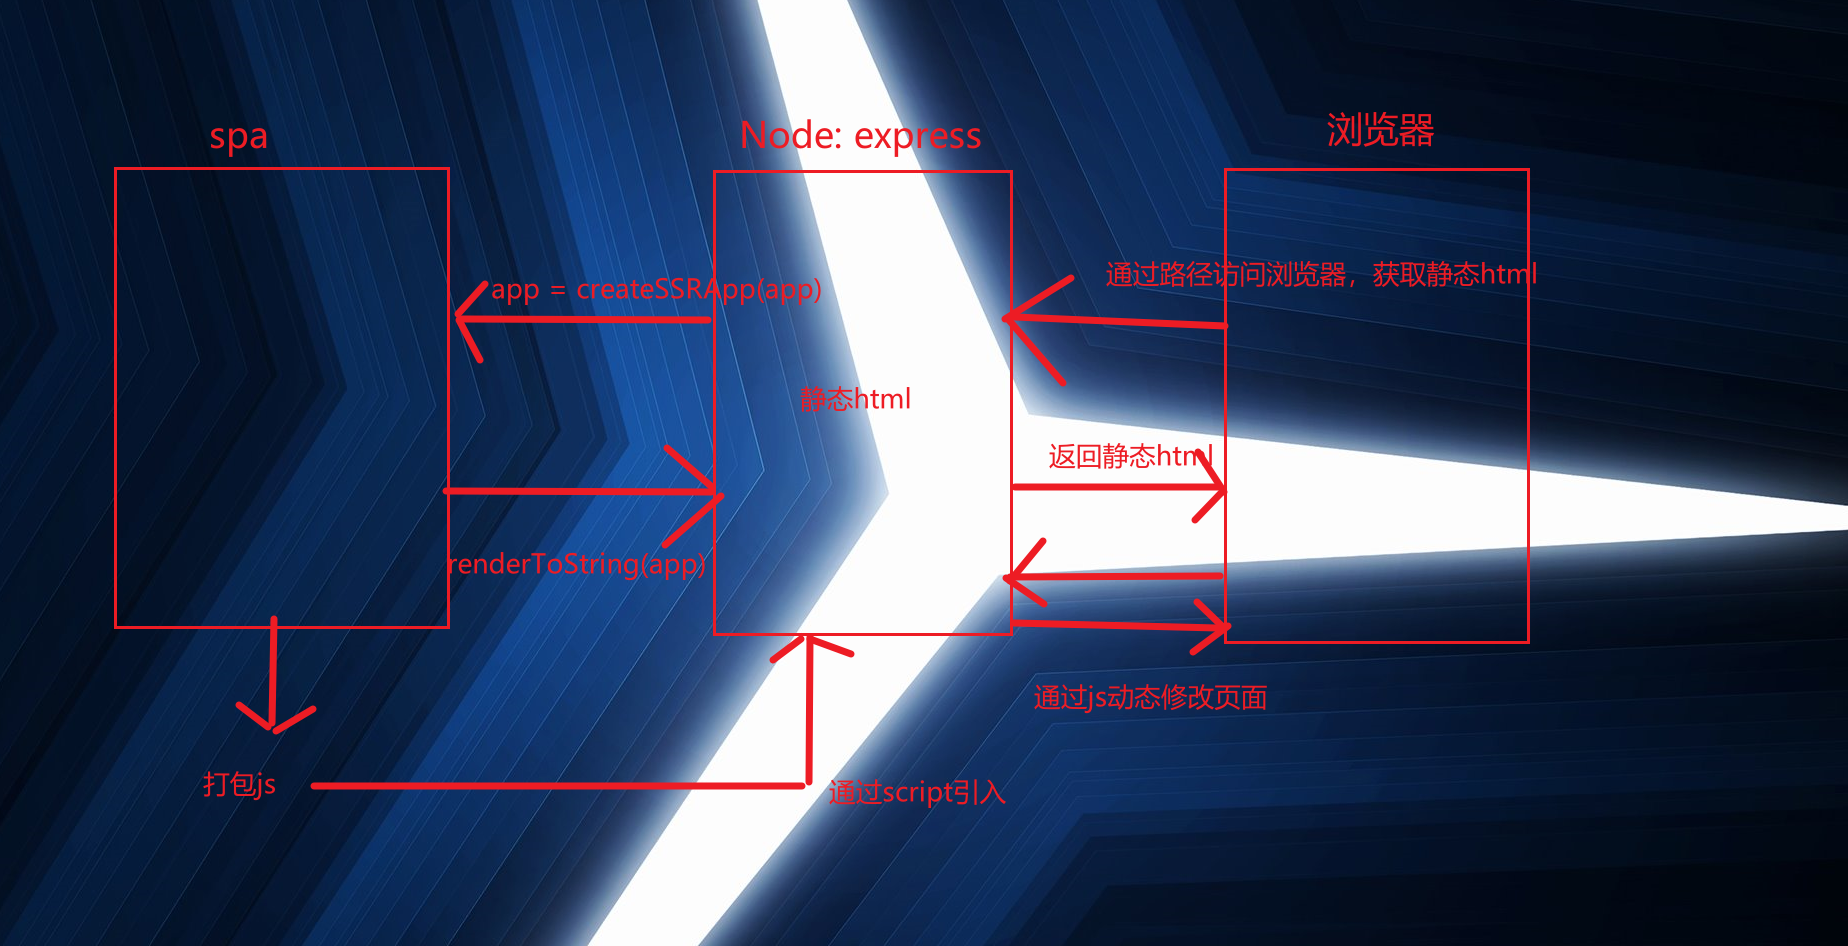 spa
Node: express
浏览器
app = createSSRApp(app)
通过路径访问浏览器，获取静态html
静态html
返回静态html
renderToString(app)
通过js动态修改页面
打包js
通过script引入